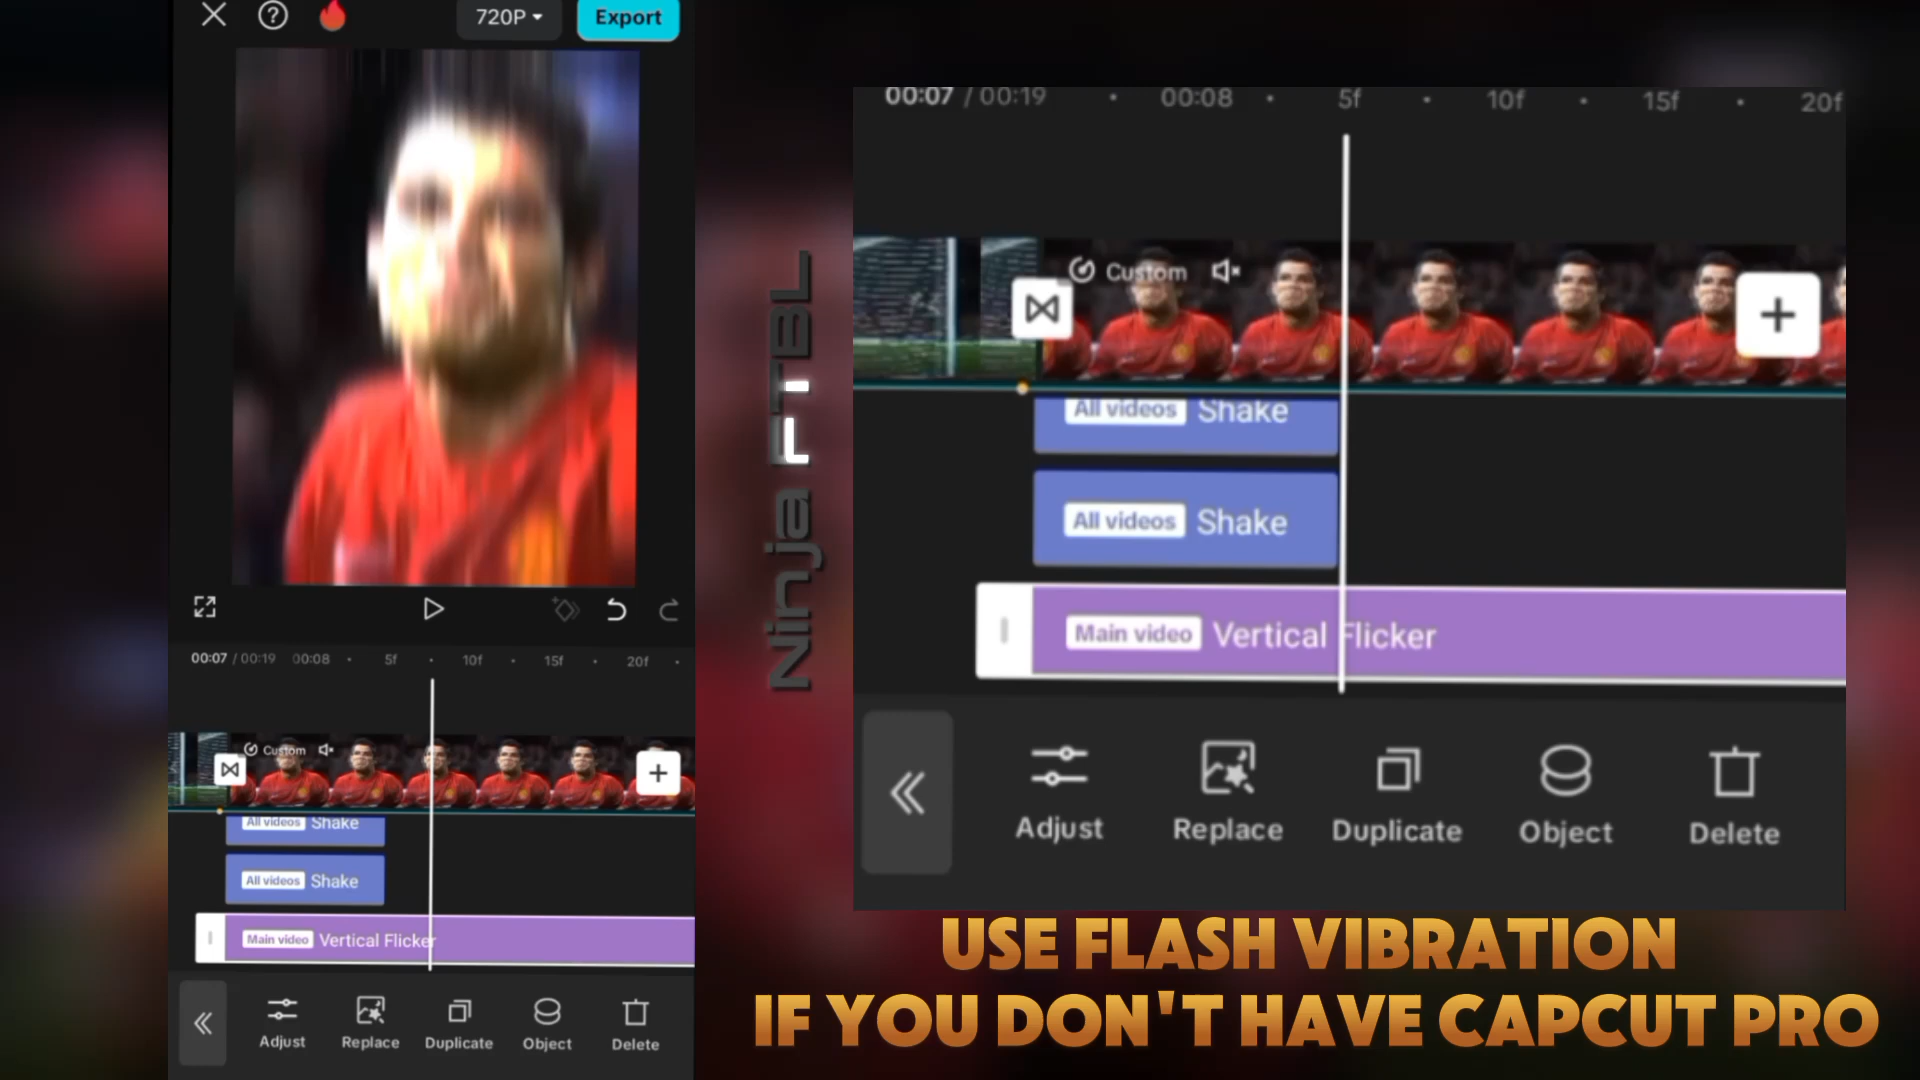 720P
Export
00:07 / 00:19 00:08 5f 10f 15f 20f
Custom
All videos Shake
All videos Shake
Main video Vertical Flicker
Adjust Replace Duplicate Object Delete
Ninja FTBL
00:07 / 00:19 00:08 5f 10f 15f 20f
Custom
All videos Shake
All videos Shake
Main video Vertical Flicker
Adjust Replace Duplicate Object Delete
USE FLASH VIBRATION
IF YOU DON'T HAVE CAPCUT PRO